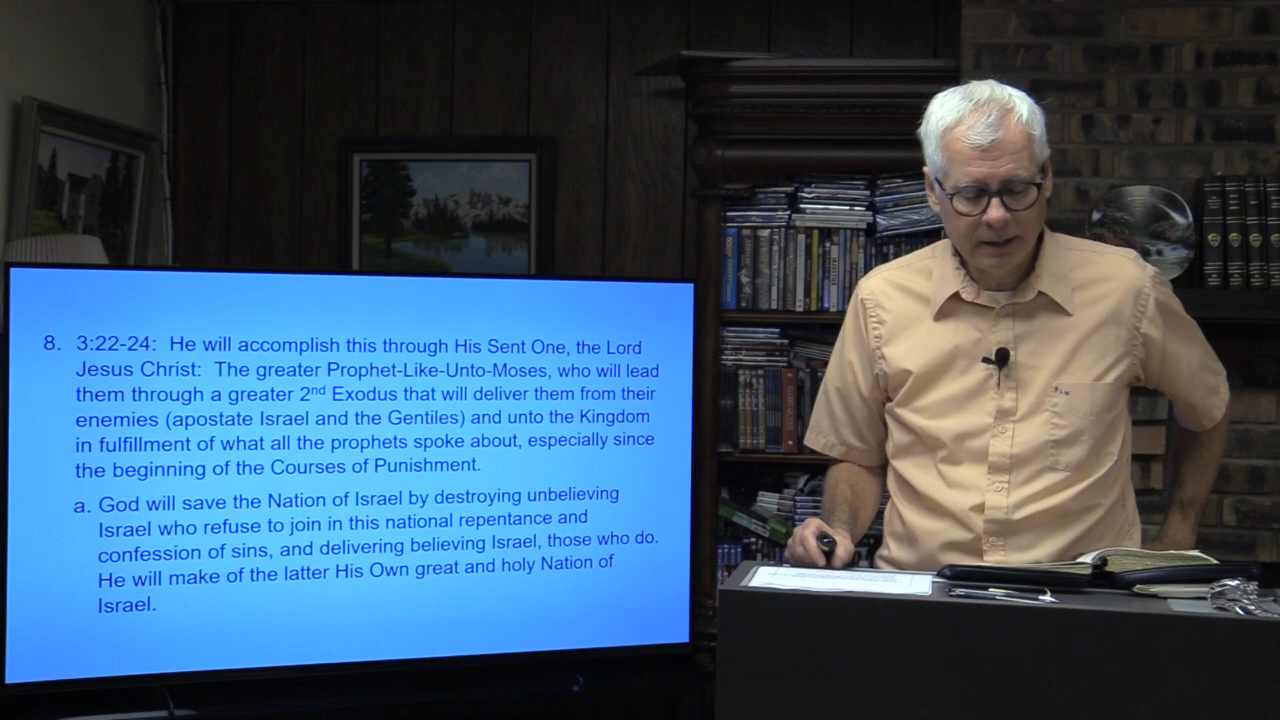 8. 3:22-24: He will accomplish this through His Sent One, the Lord
Jesus Christ: The greater Prophet-Like-Unto-Moses, who will lead
them through a greater 2nd Exodus that will deliver them from their
enemies (apostate Israel and the Gentiles) and unto the Kingdom
in fulfillment of what all the prophets spoke about, especially since
the beginning of the Courses of Punishment.
a. God will save the Nation of Israel by destroying unbelieving
Israel who refuse to join in this national repentance and
confession of sins, and delivering believing Israel, those who do.
He will make of the latter His Own great and holy Nation of
Israel.